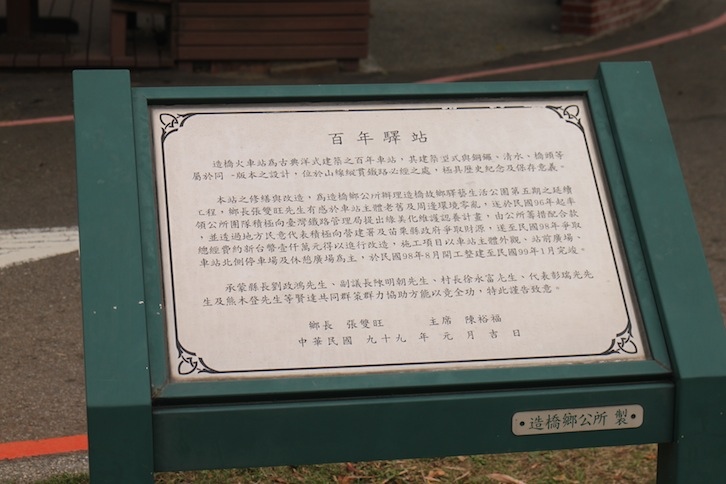 百年驛站
造橋火車站為古典洋式建築之百年車站，其建築型式與銅鑼、清水、橋頭等
屬於同一版本之設計，位於山線縱貫鐵路必經之處，極具歷史紀念及保存意義。
本站之修繕與改造，為造橋鄉公所辦理造橋故鄉驛藝生活公園第五期之延續
工程，鄉長張雙旺先生有感於車站主體老舊及周邊環境零亂，遂於民國96年起率
領公所團隊積極向臺灣鐵路管理局提出綠美化維護認養計畫，由公所籌措配合款
，並透過地方民意代表積極向營建署及苗栗縣政府爭取財源，遂至民國98年爭取
總經費約新台幣壹仟萬元得以進行改造，施工項目以車站主體外觀、站前廣場、
車站北側停車場及休憩廣場為主，於民國98年8月開工整建至民國99年1月完竣。
承蒙縣長劉政鴻先生、副議長陳明朝先生、村長徐永富先生、代表彭瑞光先
生及熊木登先生等賢達共同群策群力協助方能以竟全功，特此謹告致意。
鄉長 張雙旺 主席 陳裕福
中華民國 九十九 年 元 月 吉 日
造橋鄉公所 製